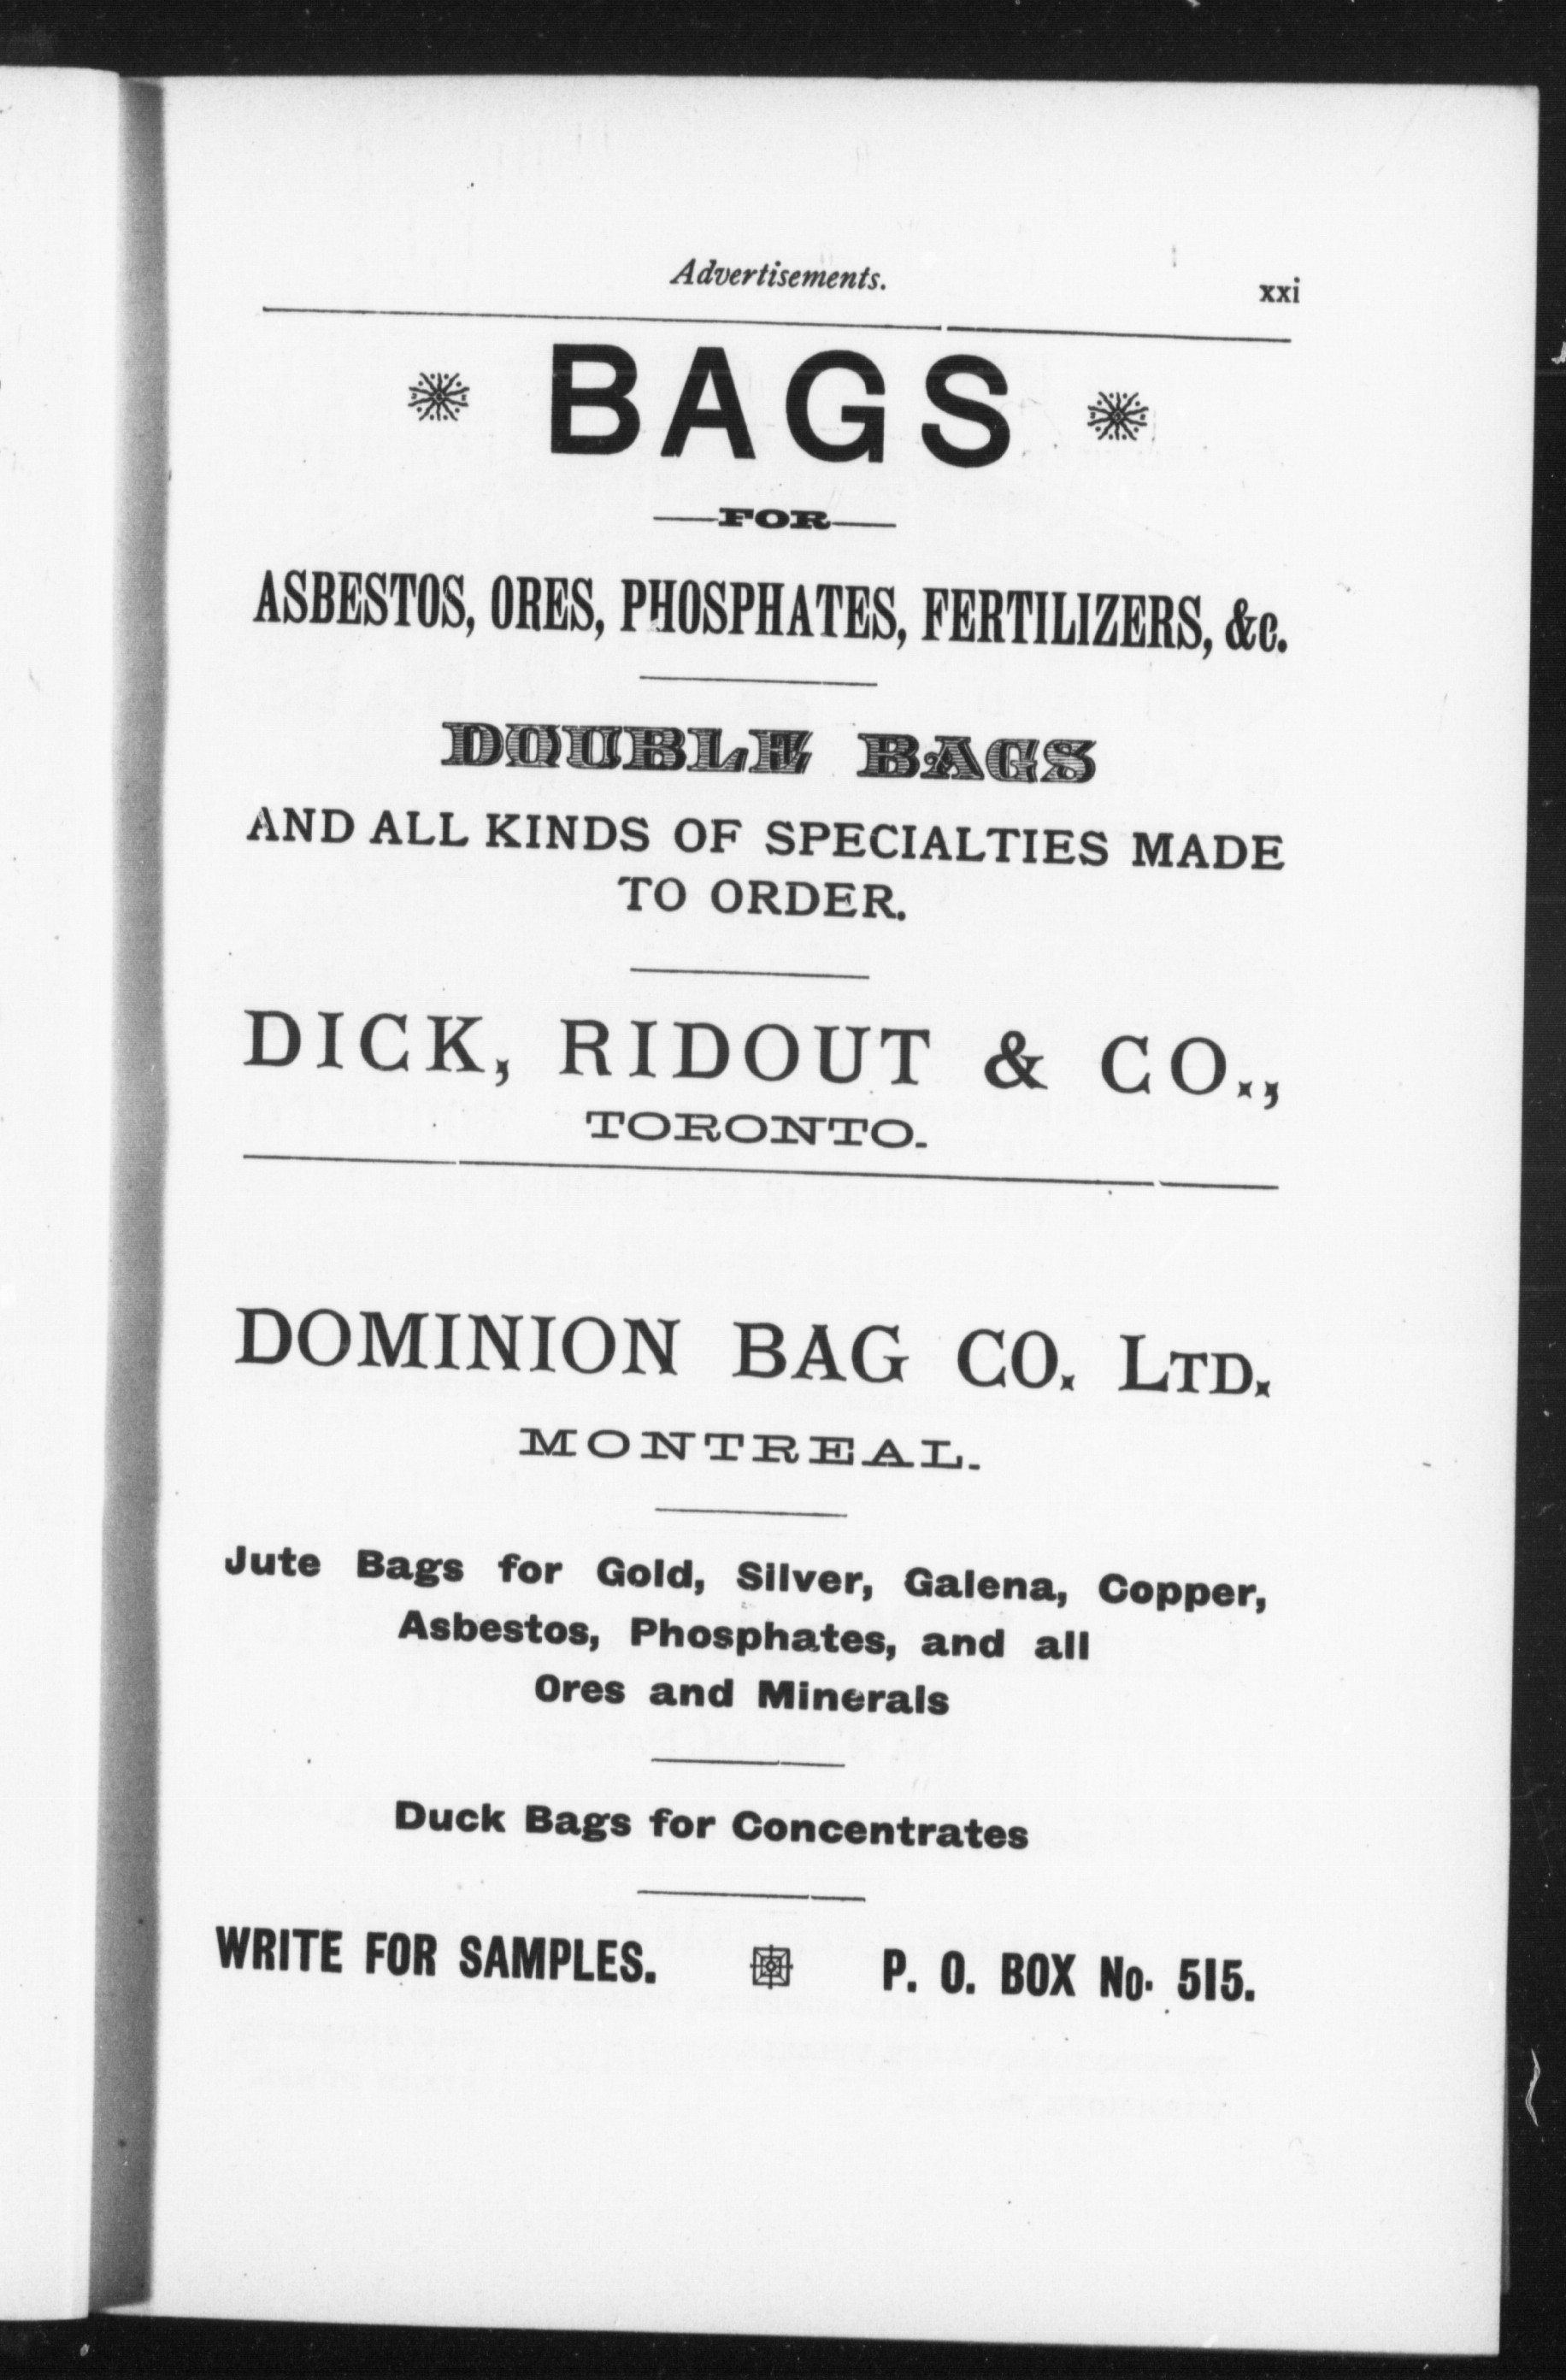 Advertisements. xxi
BAGS
FOR
ASBESTOS, ORES, PHOSPHATES, FERTILIZERS, &c.
DOUBLE BAGS
AND ALL KINDS OF SPECIALTIES MADE
TO ORDER.
DICK, RIDOUT & CO.,
TORONTO.
DOMINION BAG CO. LTD.
MONTREAL.
Jute Bags for Gold, Silver, Galena, Copper,
Asbestos, Phosphates, and all
Ores and Minerals
Duck Bags for Concentrates
WRITE FOR SAMPLES. P. O. BOX No. 515.